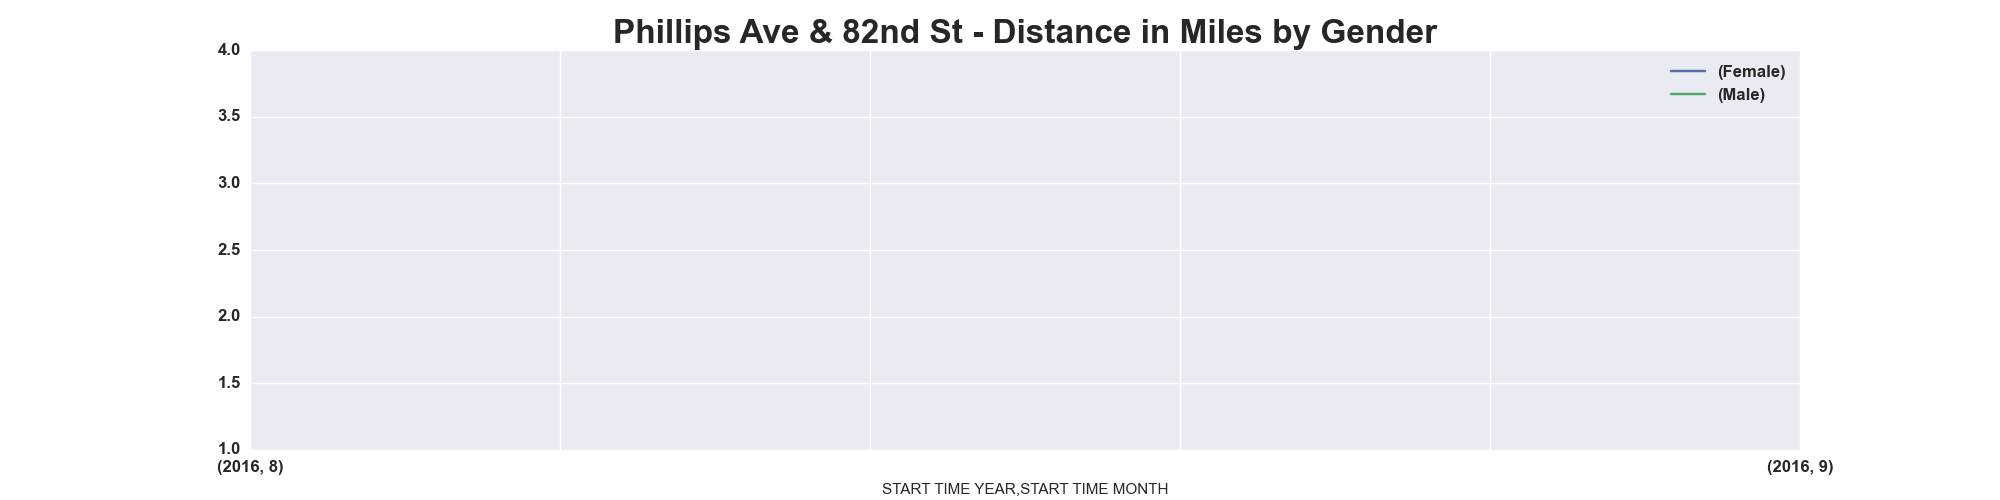 Phillips Ave & 82nd St - Distance in Miles by Gender
4.0
3.5
3.0
2.5
2.0
1.5
1.0
(Female)
(Male)
(2016, 8)
(2016, 9)
START TIME YEAR,START TIME MONTH